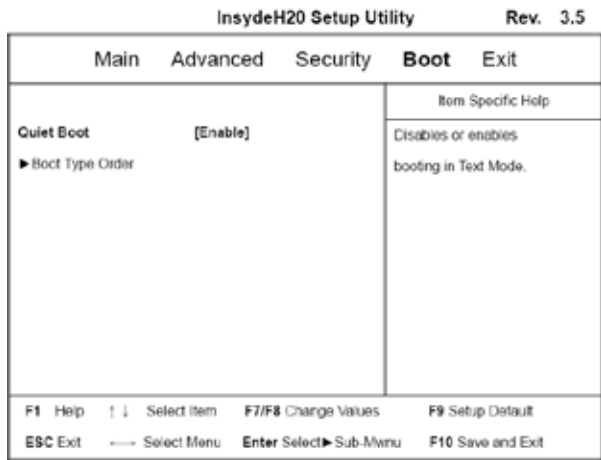 InsydeH20 Setup Utility Rev. 3.5
Main Advanced Security Boot Exit
Item Specific Help
Quiet Boot [Enable]
Disables or enables
►Boot Type Order
booting in Text Mode.
F1 Help ↑ ↓ Select Item F7/F8 Change Values F9 Setup Default
ESC Exit ←→ Select Menu Enter Select►Sub-Mwnu F10 Save and Exit